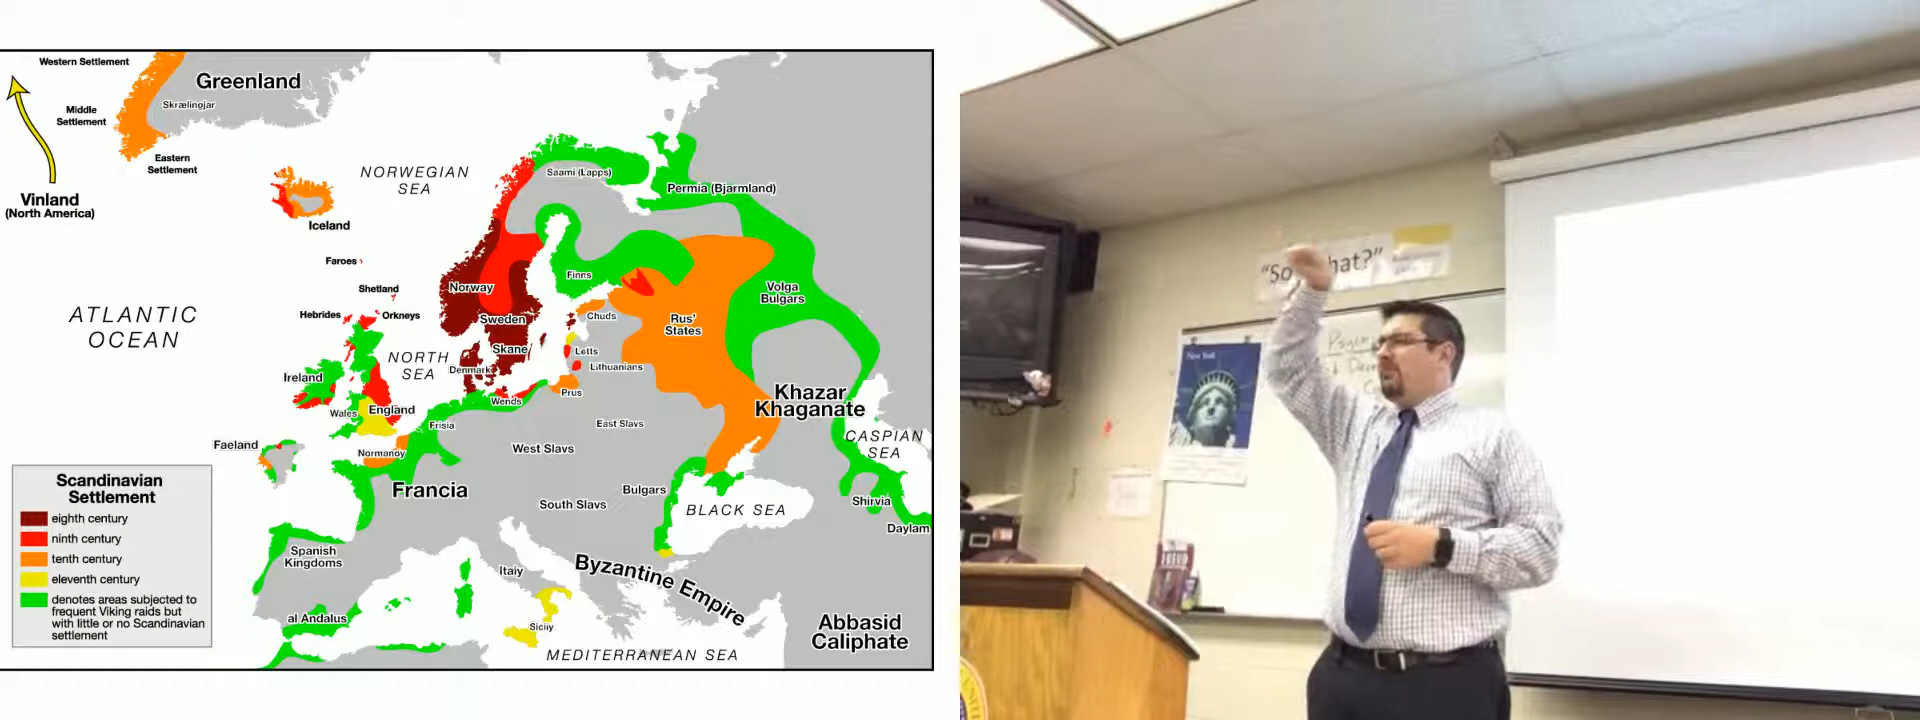 Western Settlement
Greenland
Skrælingar
Middle
Settlement
Eastern
Settlement
Vinland
(North America)
NORWEGIAN
SEA
Iceland
Faroes
Shetland
Hebrides
Orkneys
ATLANTIC
OCEAN
NORTH
SEA
Saami (Lapps)
Permia (Bjarmland)
Finns
Norway
Sweden
Skane
Denmark
Chuds
Letts
Lithuanians
Prus
Wends
Rus'
States
Volga
Bulgars
Ireland
Wales
England
Frisia
Normandy
Faeland
Khazar
Khaganate
CASPIAN
SEA
East Slavs
West Slavs
South Slavs
Bulgars
Francia
BLACK SEA
Shirvia
Daylam
Spanish
Kingdoms
al Andalus
Italy
Sicily
Byzantine Empire
Abbasid
Caliphate
MEDITERRANEAN SEA
Scandinavian
Settlement
eighth century
ninth century
tenth century
eleventh century
denotes areas subjected to
frequent Viking raids but
with little or no Scandinavian
settlement
"So hat?"
New York